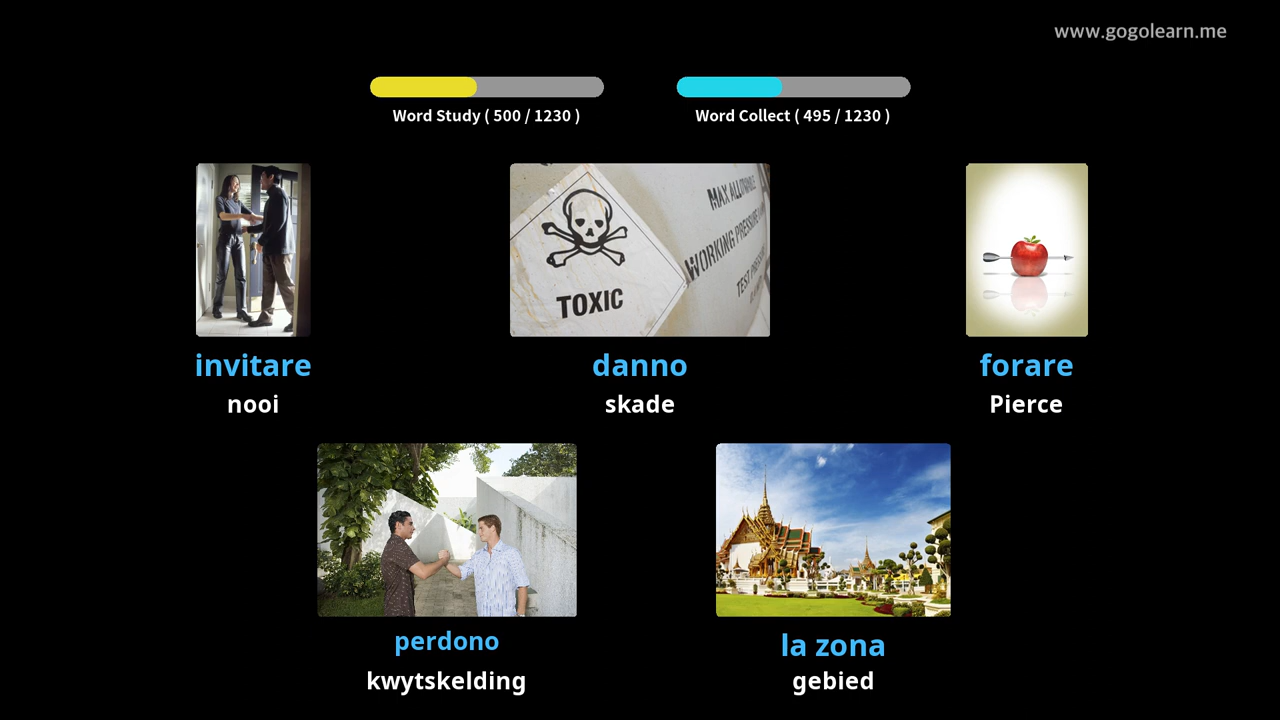 www.gogolearn.me
Word Study ( 500 / 1230 )
Word Collect ( 495 / 1230 )
TOXIC
MAX ALLOWABLE
WORKING PRESSURE
TEST
invitare
danno
forare
nooi
skade
Pierce
perdono
la zona
kwytskelding
gebied